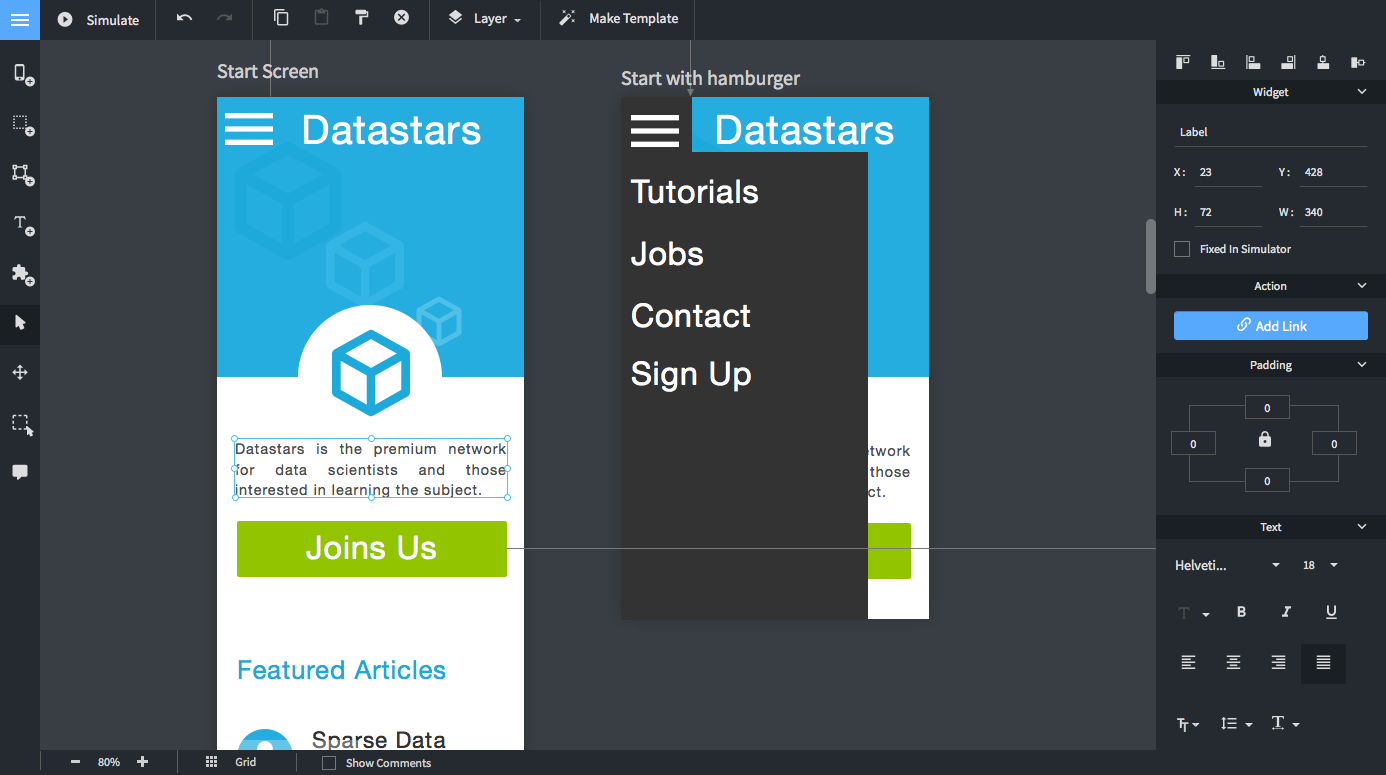 Simulate
Layer
Make Template
Start Screen
Start with hamburger
Datastars
Datastars
Tutorials
Jobs
Contact
Sign Up
Datastars is the premium network
for data scientists and those
interested in learning the subject.
etwork
those
ct.
Joins Us
Featured Articles
Sparse Data
Widget
Label
X: 23 Y: 428
H: 72 W: 340
Fixed In Simulator
Action
Add Link
Padding
0
0 0
0
Text
Helveti... 18
T B I U
80% Grid Show Comments